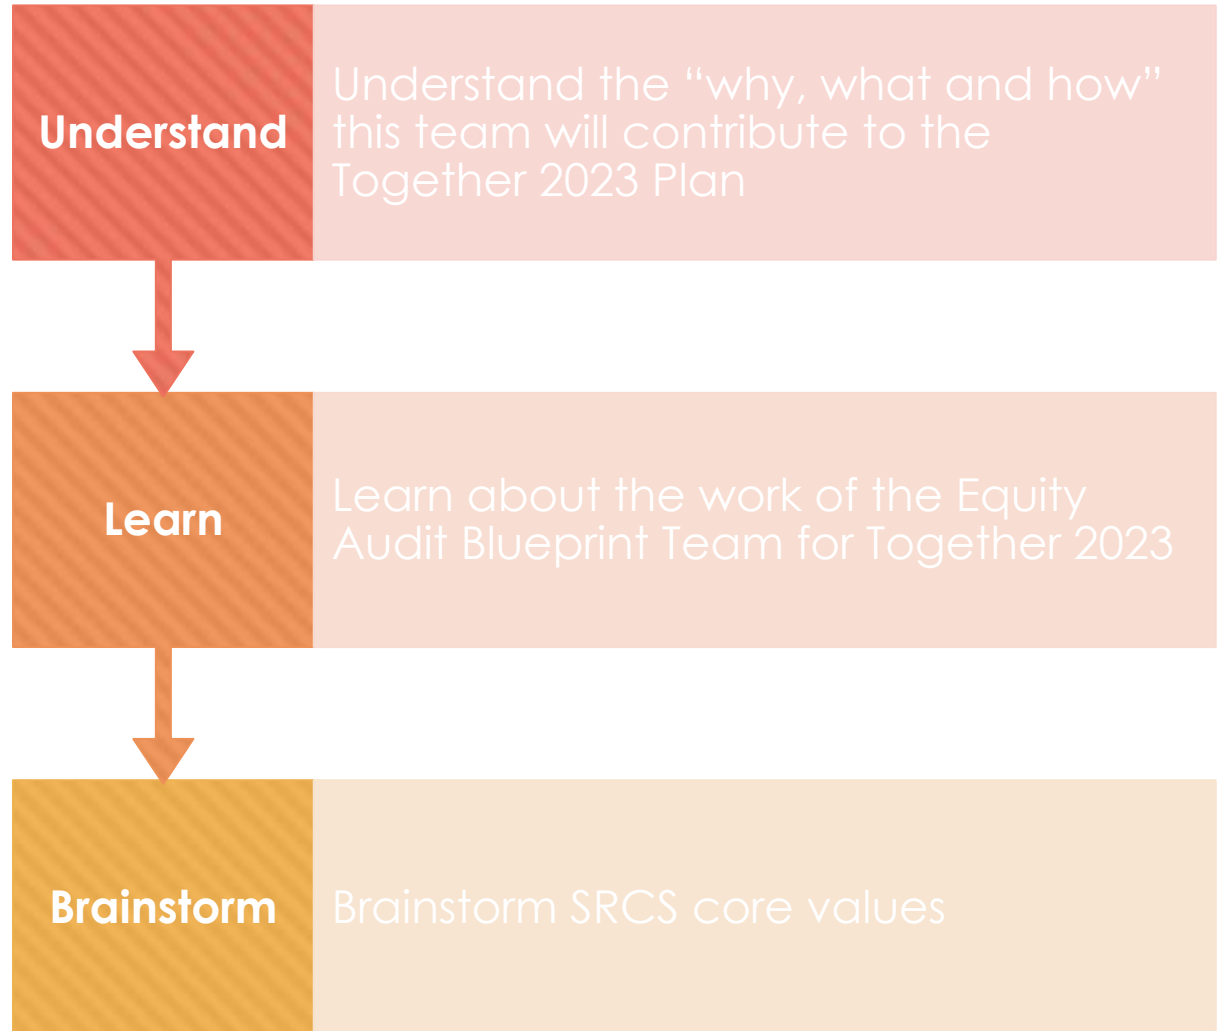 Understand
Understand the “why, what and how”
this team will contribute to the
Together 2023 Plan
Learn
Learn about the work of the Equity
Audit Blueprint Team for Together 2023
Brainstorm
Brainstorm SRCS core values